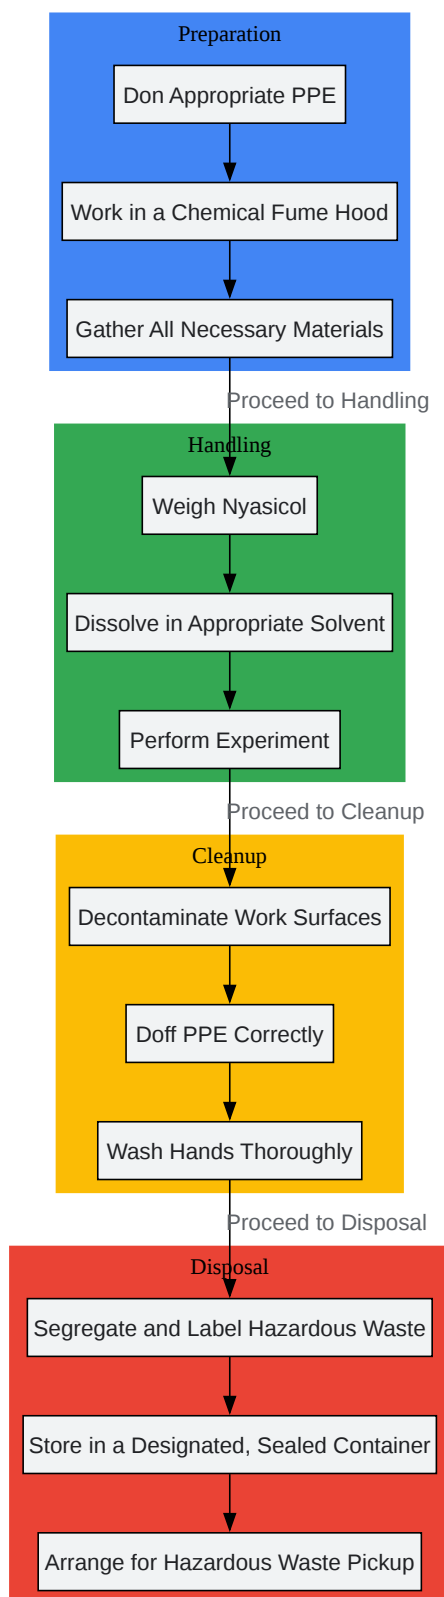 Preparation
Don Appropriate PPE
Work in a Chemical Fume Hood
Gather All Necessary Materials
Proceed to Handling
Handling
Weigh Nyasicol
Dissolve in Appropriate Solvent
Perform Experiment
Proceed to Cleanup
Cleanup
Decontaminate Work Surfaces
Doff PPE Correctly
Wash Hands Thoroughly
Proceed to Disposal
Disposal
Segregate and Label Hazardous Waste
Store in a Designated, Sealed Container
Arrange for Hazardous Waste Pickup